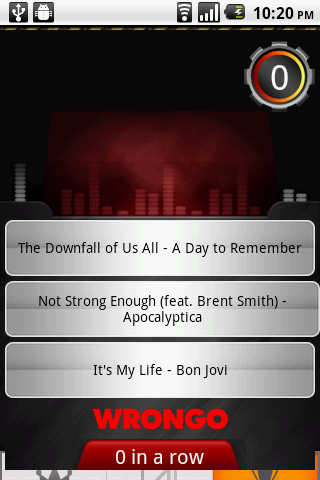 10:20 PM
0
The Downfall of Us All - A Day to Remember
Not Strong Enough (feat. Brent Smith) -
Apocalyptica
It's My Life - Bon Jovi
WRONGO
0 in a row